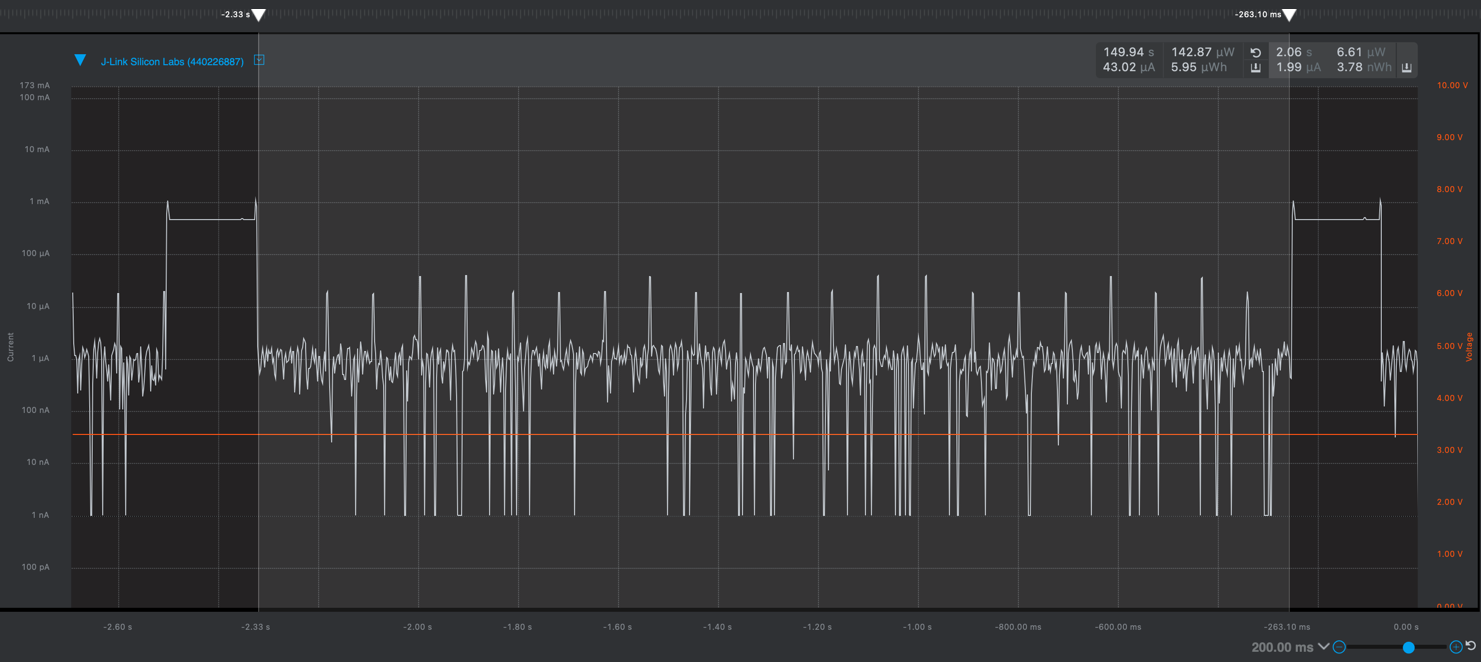 -2.33 s
-263.10 ms
J-Link Silicon Labs (440226887)
149.94 s 142.87 µW 2.06 s 6.61 µW
43.02 µA 5.95 µWh 1.99 µA 3.78 nWh
173 mA
100 mA
10 mA
1 mA
100 µA
10 µA
1 µA
100 nA
10 nA
1 nA
100 pA
Current
10.00 V
9.00 V
8.00 V
7.00 V
6.00 V
5.00 V
4.00 V
3.00 V
2.00 V
1.00 V
0.00 V
Voltage
-2.60 s
-2.33 s
-2.00 s
-1.80 s
-1.60 s
-1.40 s
-1.20 s
-1.00 s
-800.00 ms
-600.00 ms
-263.10 ms
0.00 s
200.00 ms